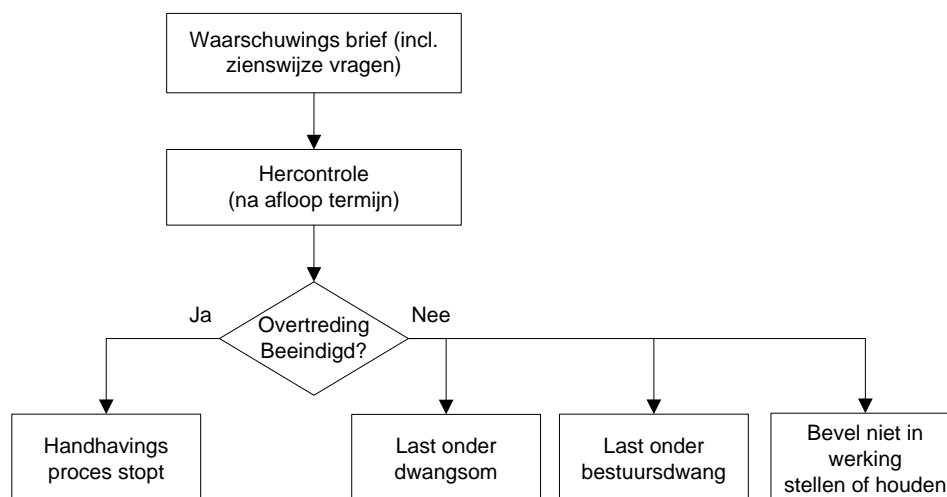 Waarschuwings brief (incl.
zienswijze vragen)
Hercontrole
(na afloop termijn)
Ja
Overtreding
Beeindigd?
Nee
Handhavings
proces stopt
Last onder
dwangsom
Last onder
bestuursdwang
Bevel niet in
werking
stellen of houden